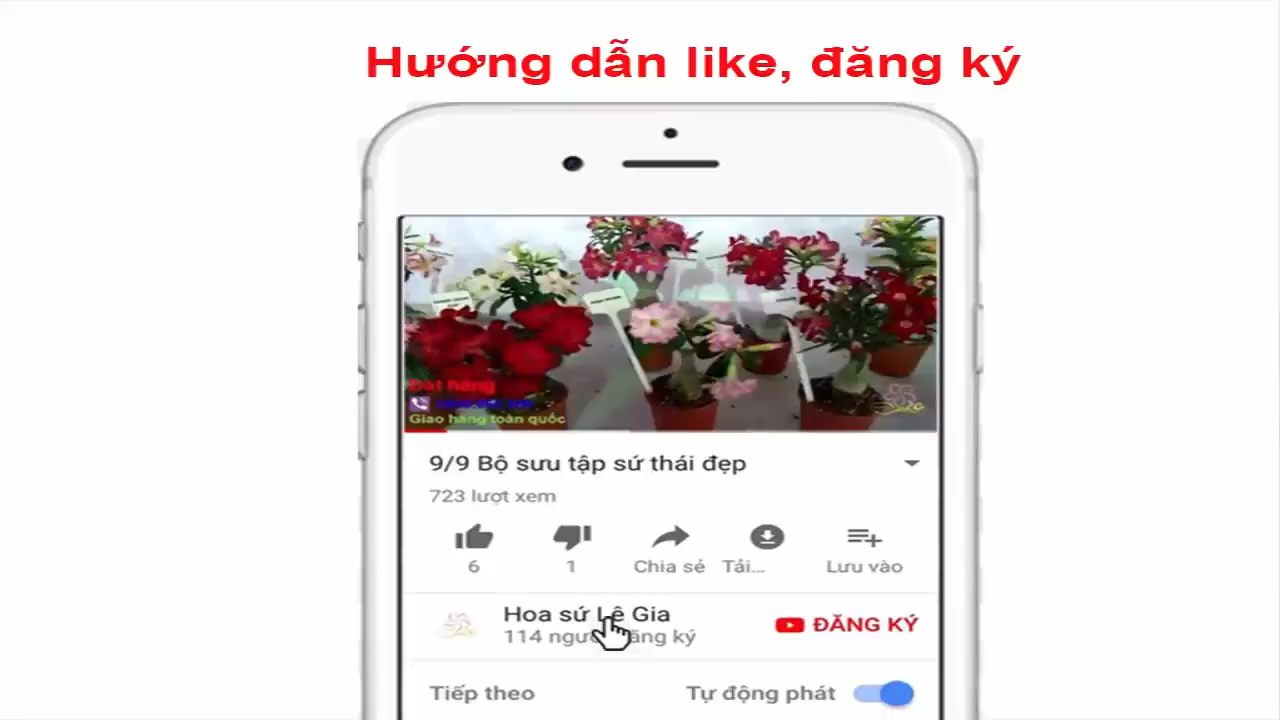 Hướng dẫn like, đăng ký
Đặt hàng
Giao hàng toàn quốc
9/9 Bộ sưu tập sứ thái đẹp
723 lượt xem
6
1
Chia sẻ
Tải...
Lưu vào
Hoa sứ Lê Gia
ĐĂNG KÝ
114 người đăng ký
Tiếp theo
Tự động phát